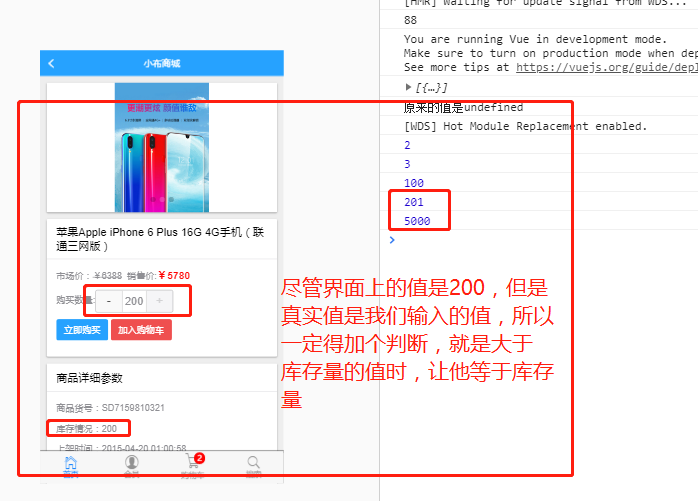 小布商城
更潮更炫 颜值谁敌
苹果Apple iPhone 6 Plus 16G 4G手机（联
通三网版）
市场价：￥6388 销售价:￥5780
购买数量: - 200 +
立即购买 加入购物车
商品详细参数
商品货号：SD7159810321
库存情况：200
上架时间：2015-04-20 01:00:58
首页 会员 购物车 2 搜索
[HMR] Waiting for update signal from WDS...
88
You are running Vue in development mode.
Make sure to turn on production mode when dep
See more tips at https://vuejs.org/guide/depl
[{…}]
原来的值是undefined
[WDS] Hot Module Replacement enabled.
2
3
100
201
5000
尽管界面上的值是200，但是
真实值是我们输入的值，所以
一定得加个判断，就是大于
库存量的值时，让他等于库存
量